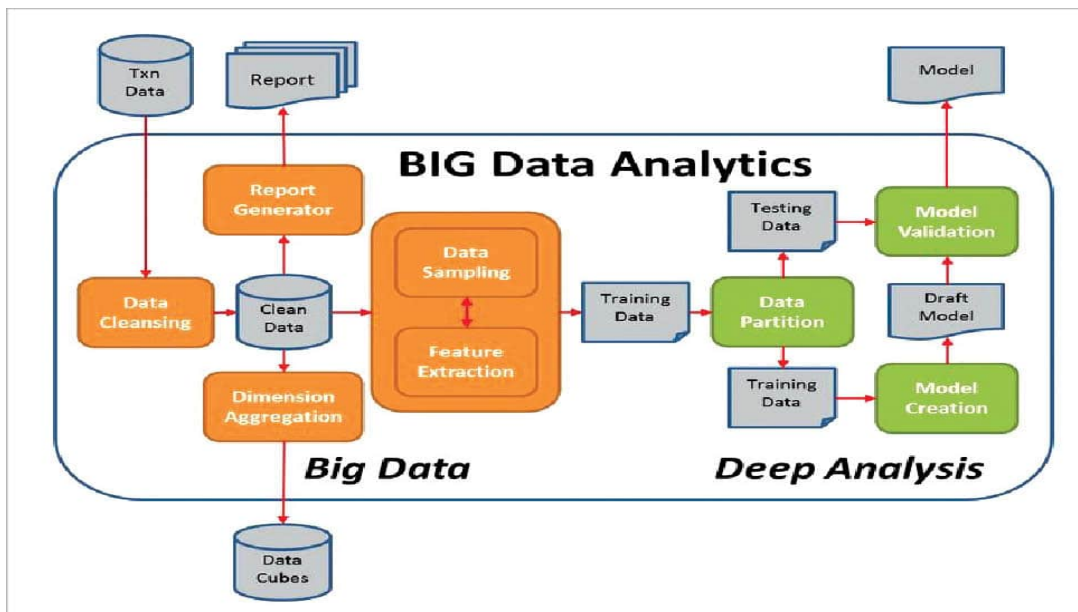 Txn
Data
Report
Model
BIG Data Analytics
Report
Generator
Data
Sampling
Testing
Data
Model
Validation
Data
Cleansing
Clean
Data
Training
Data
Data
Partition
Draft
Model
Feature
Extraction
Dimension
Aggregation
Training
Data
Model
Creation
Big Data
Deep Analysis
Data
Cubes